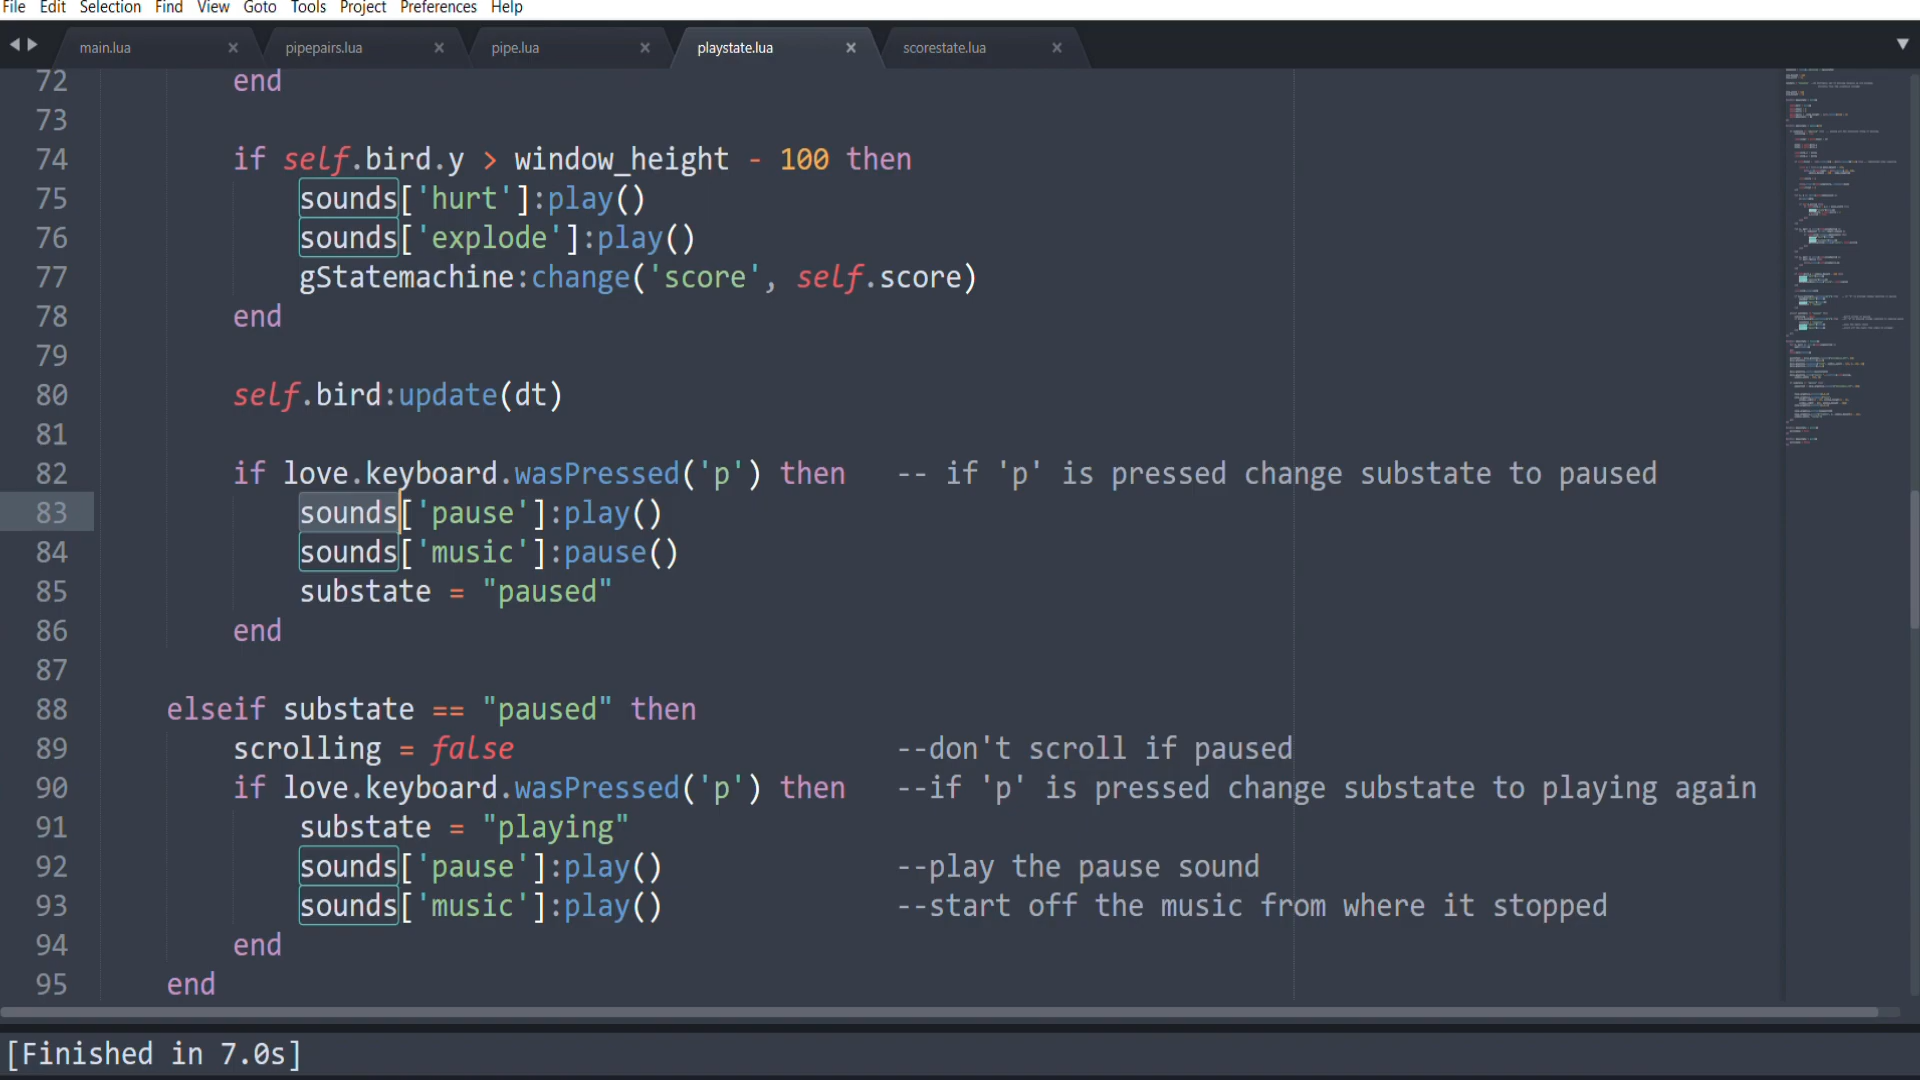 File Edit Selection Find View Goto Tools Project Preferences Help
main.lua × pipepairs.lua × pipe.lua × playstate.lua × scorestate.lua ×
72 end
73
74 if self.bird.y > window_height - 100 then
75 sounds['hurt']:play()
76 sounds['explode']:play()
77 gStatemachine:change('score', self.score)
78 end
79
80 self.bird:update(dt)
81
82 if love.keyboard.wasPressed('p') then -- if 'p' is pressed change substate to paused
83 sounds['pause']:play()
84 sounds['music']:pause()
85 substate = "paused"
86 end
87
88 elseif substate == "paused" then
89 scrolling = false --don't scroll if paused
90 if love.keyboard.wasPressed('p') then --if 'p' is pressed change substate to playing again
91 substate = "playing"
92 sounds['pause']:play() --play the pause sound
93 sounds['music']:play() --start off the music from where it stopped
94 end
95 end
[Finished in 7.0s]